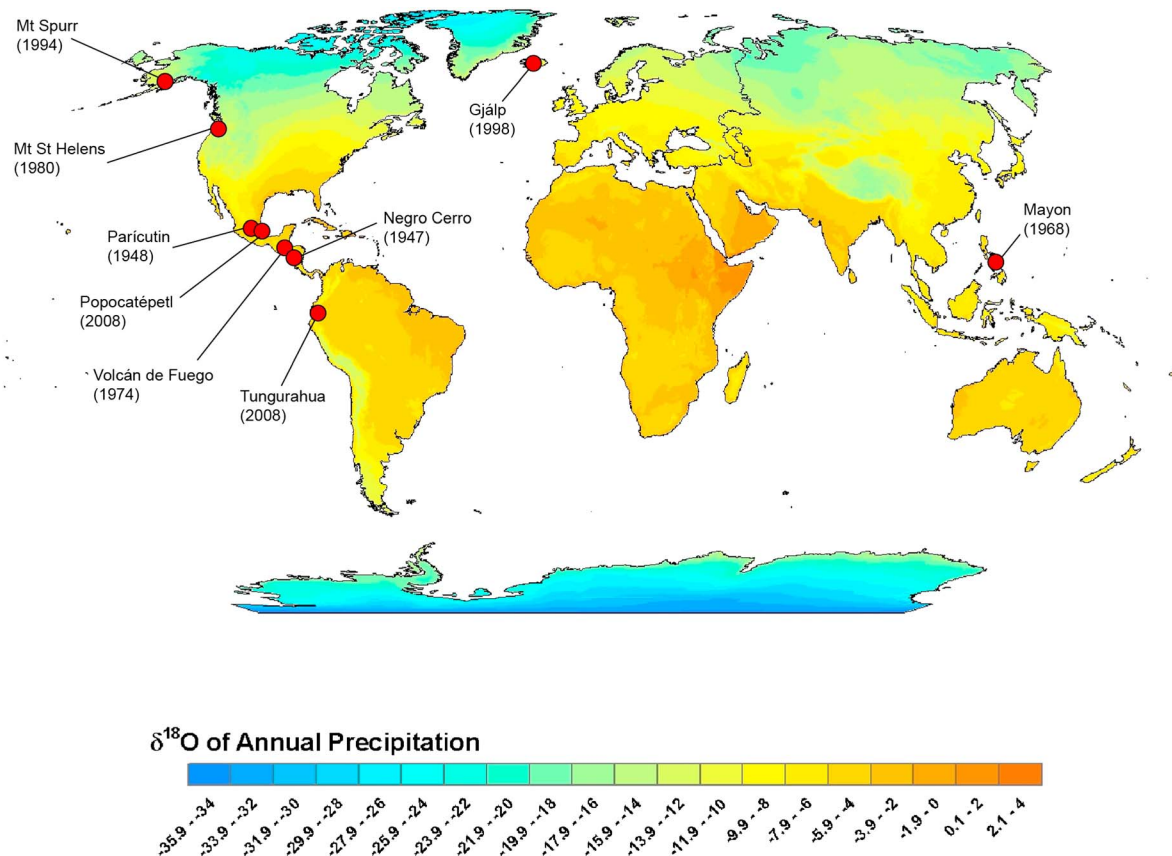 Mt Spurr
(1994)
Gjálp
(1998)
Mt St Helens
(1980)
Negro Cerro
(1947)
Mayon
(1968)
Parícutin
(1948)
Popocatépetl
(2008)
Volcán de Fuego
(1974)
Tungurahua
(2008)
δ18O of Annual Precipitation
-35.9 - -34
-33.9 - -32
-31.9 - -30
-29.9 - -28
-27.9 - -26
-25.9 - -24
-23.9 - -22
-21.9 - -20
-19.9 - -18
-17.9 - -16
-15.9 - -14
-13.9 - -12
-11.9 - -10
-9.9 - -8
-7.9 - -6
-5.9 - -4
-3.9 - -2
-1.9 - 0
0.1 - 2
2.1 - 4